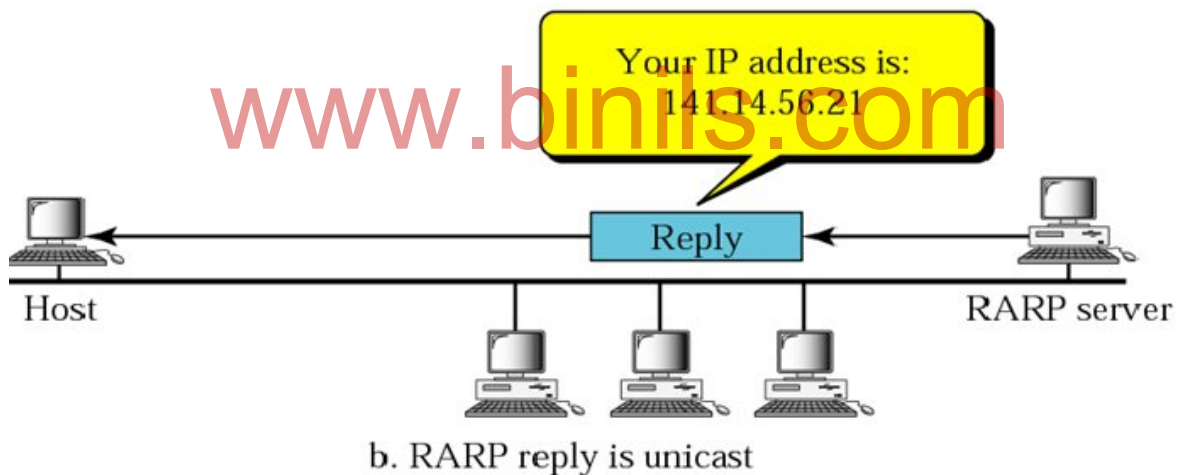 Your IP address is:
141.14.56.21
www.binils.com
Reply
Host
RARP server
b. RARP reply is unicast